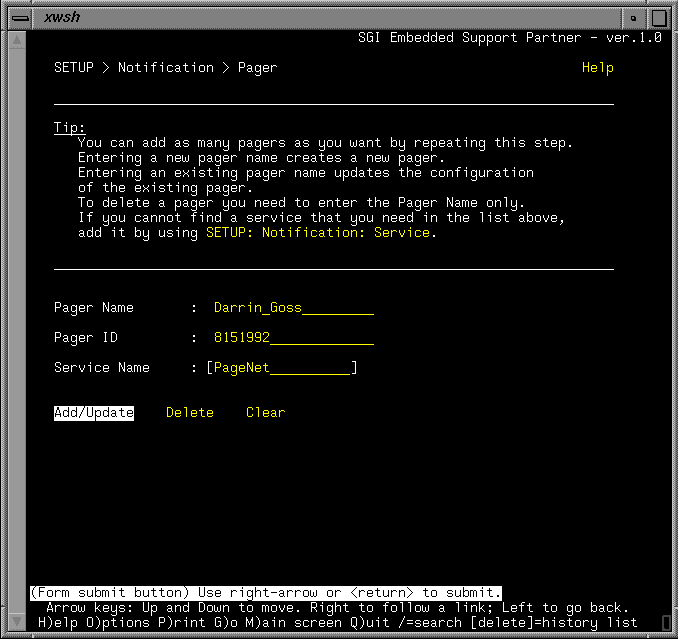 xwsh
SGI Embedded Support Partner - ver.1.0
SETUP > Notification > Pager Help
Tip:
You can add as many pagers as you want by repeating this step.
Entering a new pager name creates a new pager.
Entering an existing pager name updates the configuration
of the existing pager.
To delete a pager you need to enter the Pager Name only.
If you cannot find a service that you need in the list above,
add it by using SETUP: Notification: Service.
Pager Name : Darrin_Goss_________
Pager ID : 8151992_____________
Service Name : [PageNet__________]
Add/Update Delete Clear
(Form submit button) Use right-arrow or <return> to submit.
Arrow keys: Up and Down to move. Right to follow a link; Left to go back.
H)elp O)ptions P)rint G)o M)ain screen Q)uit /=search [delete]=history list